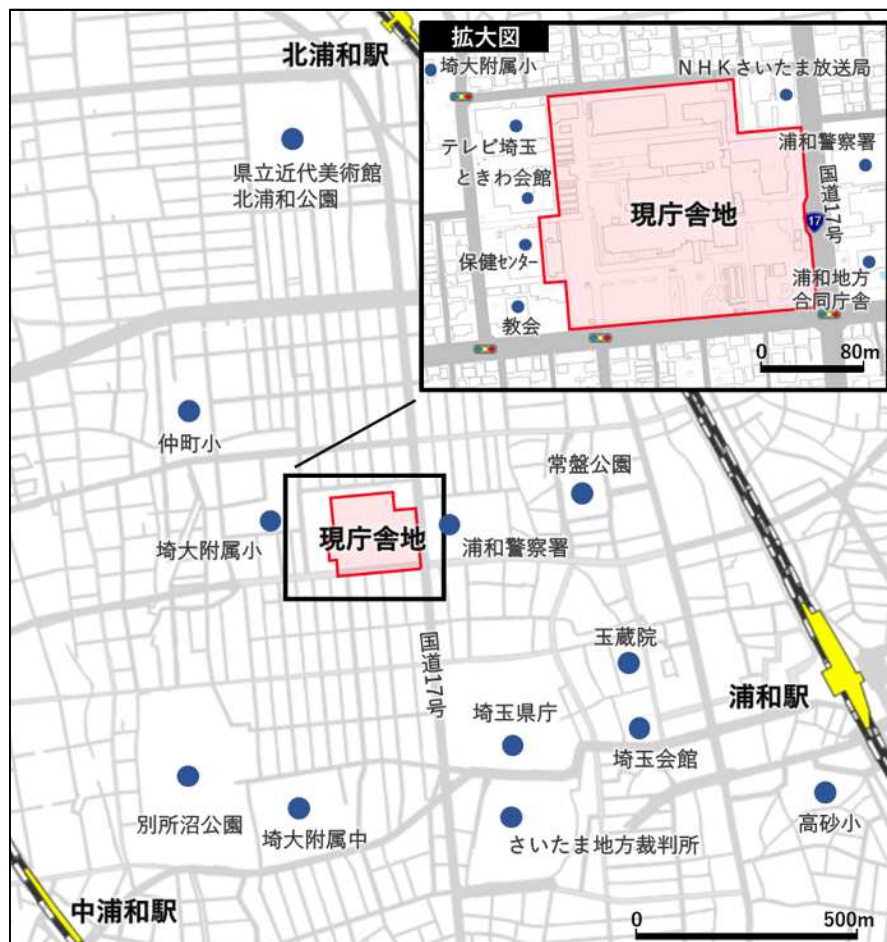 北浦和駅
県立近代美術館
北浦和公園
拡大図
埼大附属小
NHKさいたま放送局
テレビ埼玉
浦和警察署
ときわ会館
国道17号
現庁舎地
17
保健センター
浦和地方
合同庁舎
教会
0 80m
仲町小
常盤公園
埼大附属小
現庁舎地
浦和警察署
国道17号
玉蔵院
浦和駅
埼玉県庁
埼玉会館
別所沼公園
埼大附属中
さいたま地方裁判所
高砂小
中浦和駅
0 500m